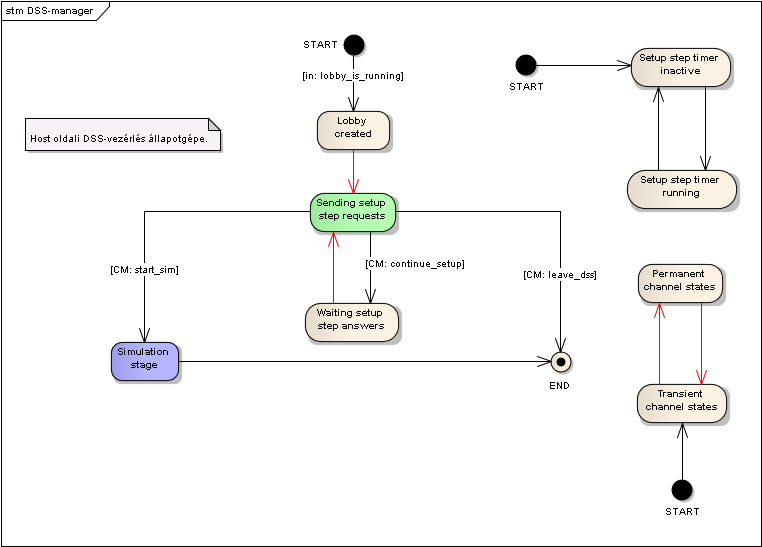 stm DSS-manager
START
[in: lobby_is_running]
START
Setup step timer
inactive
Host oldali DSS-vezérlés állapotgépe.
Lobby
created
Setup step timer
running
Sending setup
step requests
[CM: start_sim]
[CM: continue_setup]
[CM: leave_dss]
Permanent
channel states
Waiting setup
step answers
Simulation
stage
END
Transient
channel states
START